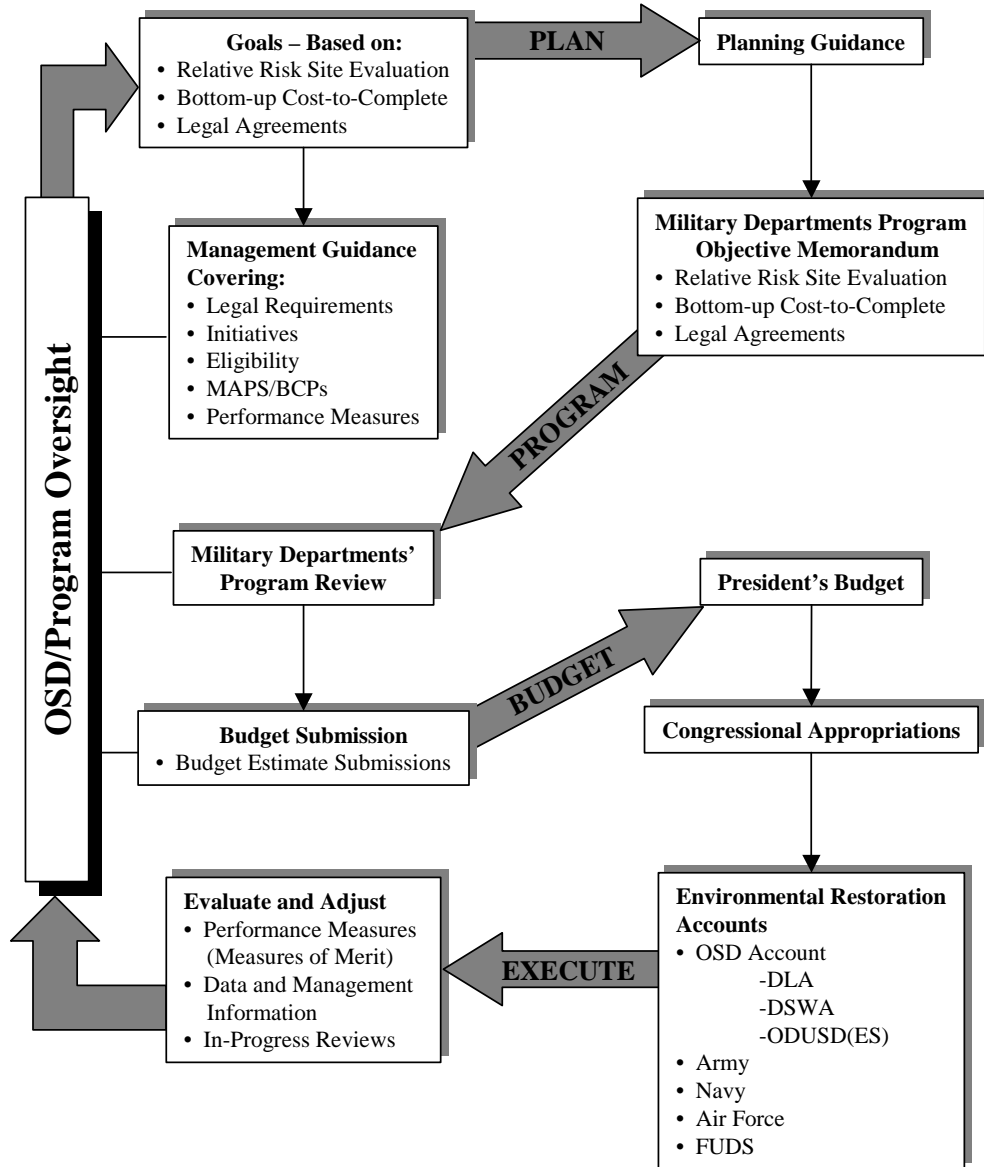 Goals – Based on:
• Relative Risk Site Evaluation
• Bottom-up Cost-to-Complete
• Legal Agreements
PLAN
Planning Guidance
Management Guidance
Covering:
• Legal Requirements
• Initiatives
• Eligibility
• MAPS/BCPs
• Performance Measures
Military Departments Program
Objective Memorandum
• Relative Risk Site Evaluation
• Bottom-up Cost-to-Complete
• Legal Agreements
OSD/Program Oversight
PROGRAM
Military Departments’
Program Review
President’s Budget
BUDGET
Budget Submission
• Budget Estimate Submissions
Congressional Appropriations
Evaluate and Adjust
• Performance Measures
(Measures of Merit)
• Data and Management
Information
• In-Progress Reviews
EXECUTE
Environmental Restoration
Accounts
• OSD Account
-DLA
-DSWA
-ODUSD(ES)
• Army
• Navy
• Air Force
• FUDS